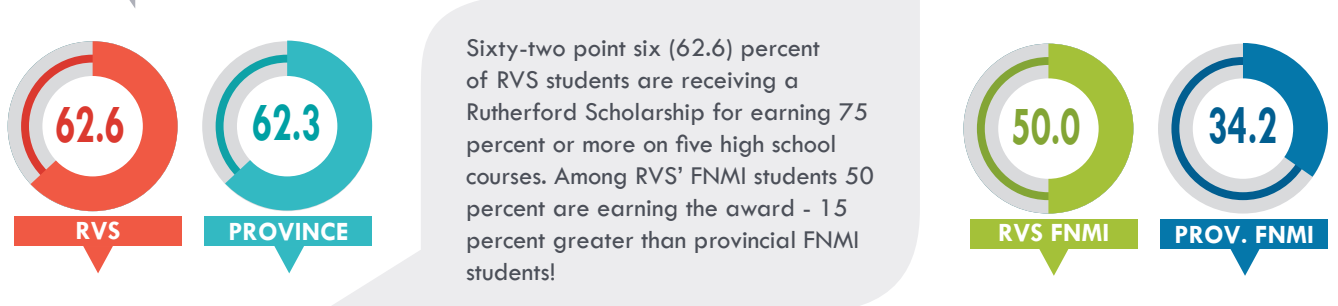 62.6
RVS
62.3
PROVINCE
Sixty-two point six (62.6) percent
of RVS students are receiving a
Rutherford Scholarship for earning 75
percent or more on five high school
courses. Among RVS’ FNMI students 50
percent are earning the award - 15
percent greater than provincial FNMI
students!
50.0
RVS FNMI
34.2
PROV. FNMI